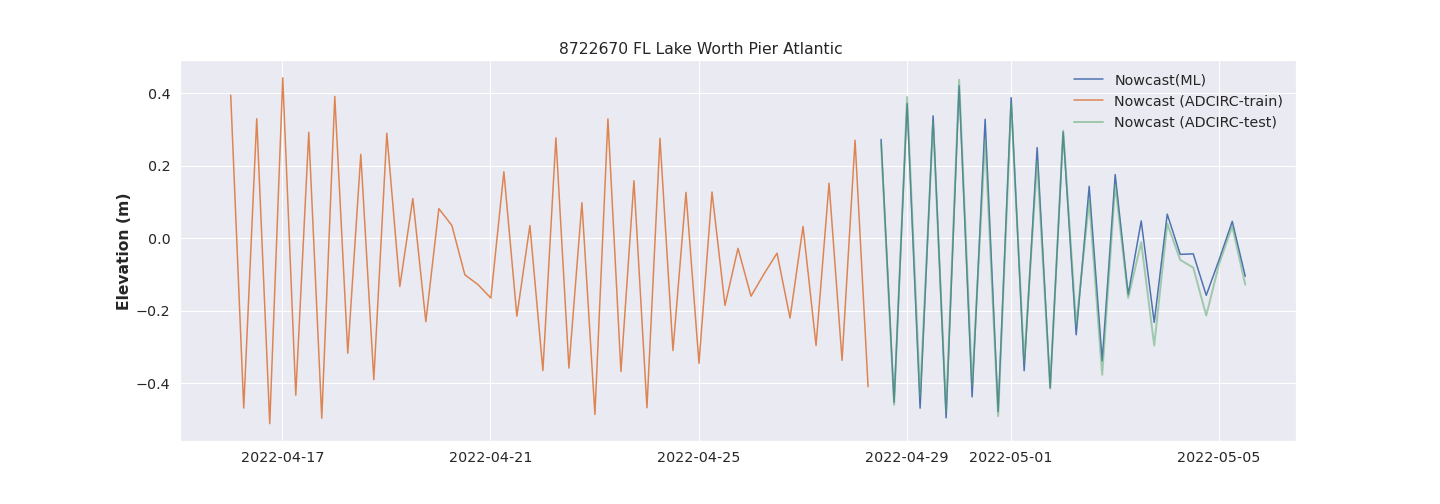 8722670 FL Lake Worth Pier Atlantic
Nowcast(ML)
Nowcast (ADCIRC-train)
Nowcast (ADCIRC-test)
Elevation (m)
0.4
0.2
0.0
−0.2
−0.4
2022-04-17 2022-04-21 2022-04-25 2022-04-29 2022-05-01 2022-05-05